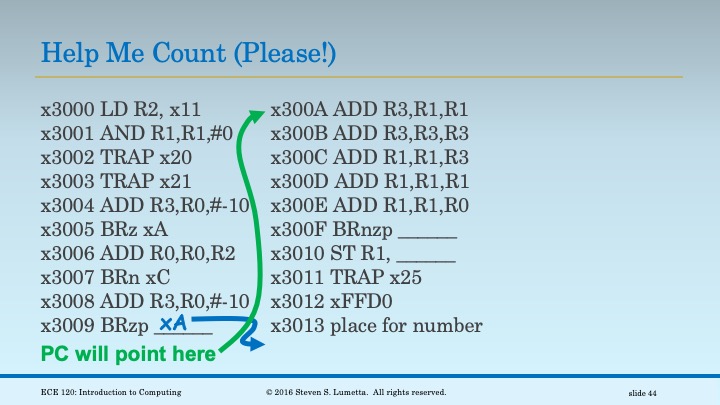 Help Me Count (Please!)
x3000 LD R2, x11
x3001 AND R1,R1,#0
x3002 TRAP x20
x3003 TRAP x21
x3004 ADD R3,R0,#-10
x3005 BRz xA
x3006 ADD R0,R0,R2
x3007 BRn xC
x3008 ADD R3,R0,#-10
x3009 BRzp xA
PC will point here
x300A ADD R3,R1,R1
x300B ADD R3,R3,R3
x300C ADD R1,R1,R3
x300D ADD R1,R1,R1
x300E ADD R1,R1,R0
x300F BRnzp ______
x3010 ST R1, ______
x3011 TRAP x25
x3012 xFFD0
x3013 place for number
ECE 120: Introduction to Computing
© 2016 Steven S. Lumetta. All rights reserved.
slide 44